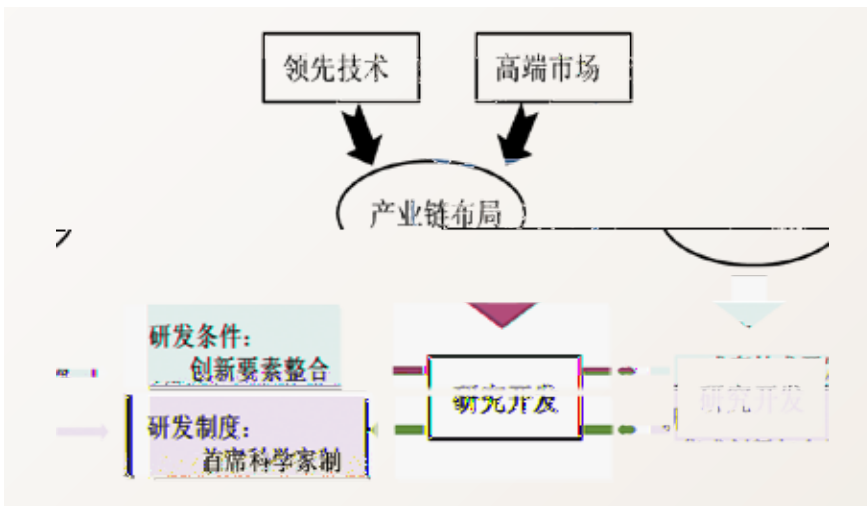 领先技术
高端市场
产业链布局
研发条件:
创新要素整合
研发制度:
首席科学家制
研究开发
研究开发